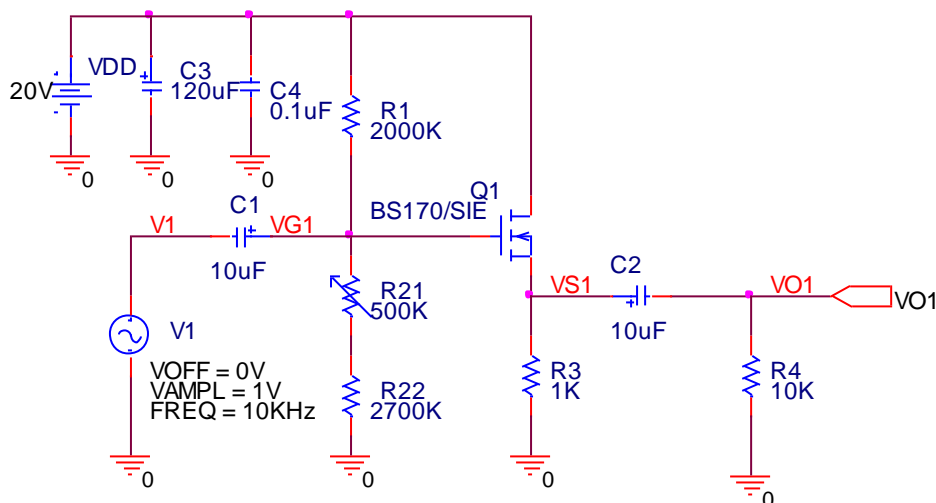 VDD
20V
C3
120uF
C4
0.1uF
R1
2000K
0
0
0
Q1
BS170/SIE
V1
C1
VG1
10uF
R21
500K
VS1
C2
10uF
VO1
VO1
V1
VOFF = 0V
VAMPL = 1V
FREQ = 10KHz
R22
2700K
R3
1K
R4
10K
0
0
0
0